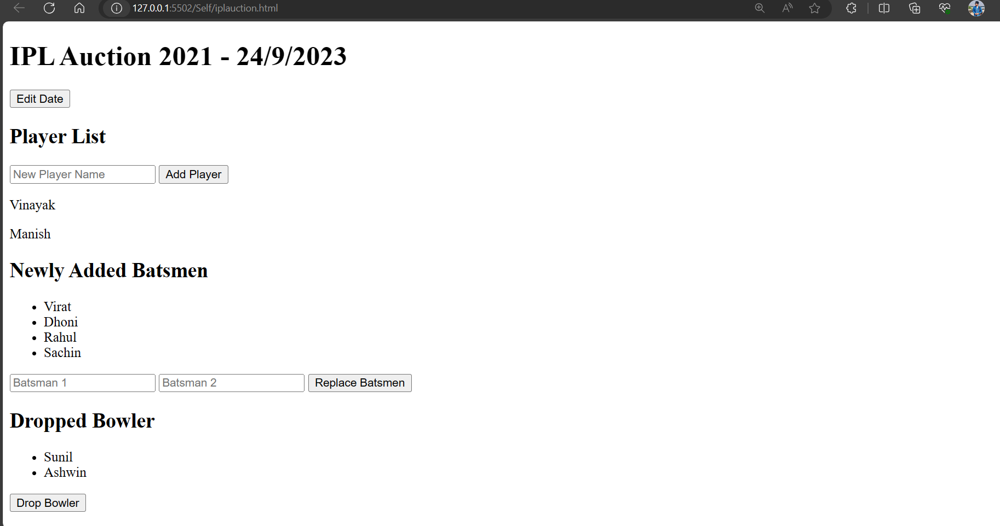 127.0.0.1:5502/Self/iplauction.html
IPL Auction 2021 - 24/9/2023
Edit Date
Player List
New Player Name Add Player
Vinayak
Manish
Newly Added Batsmen
Virat
Dhoni
Rahul
Sachin
Batsman 1 Batsman 2 Replace Batsmen
Dropped Bowler
Sunil
Ashwin
Drop Bowler